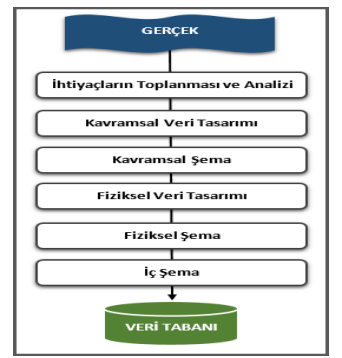 GERÇEK
İhtiyaçların Toplanması ve Analizi
Kavramsal Veri Tasarımı
Kavramsal Şema
Fiziksel Veri Tasarımı
Fiziksel Şema
İç Şema
VERİ TABANI